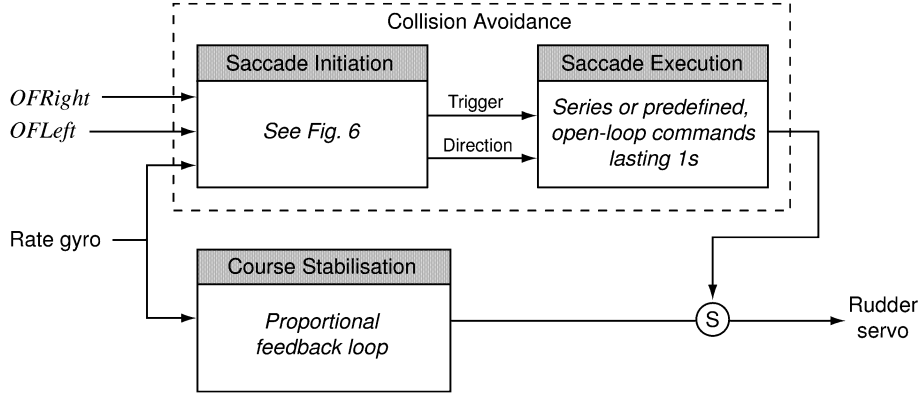 Collision Avoidance
Saccade Initiation
See Fig. 6
OFRight
OFLeft
Trigger
Direction
Saccade Execution
Series or predefined,
open-loop commands
lasting 1s
Rate gyro
Course Stabilisation
Proportional
feedback loop
S
Rudder
servo